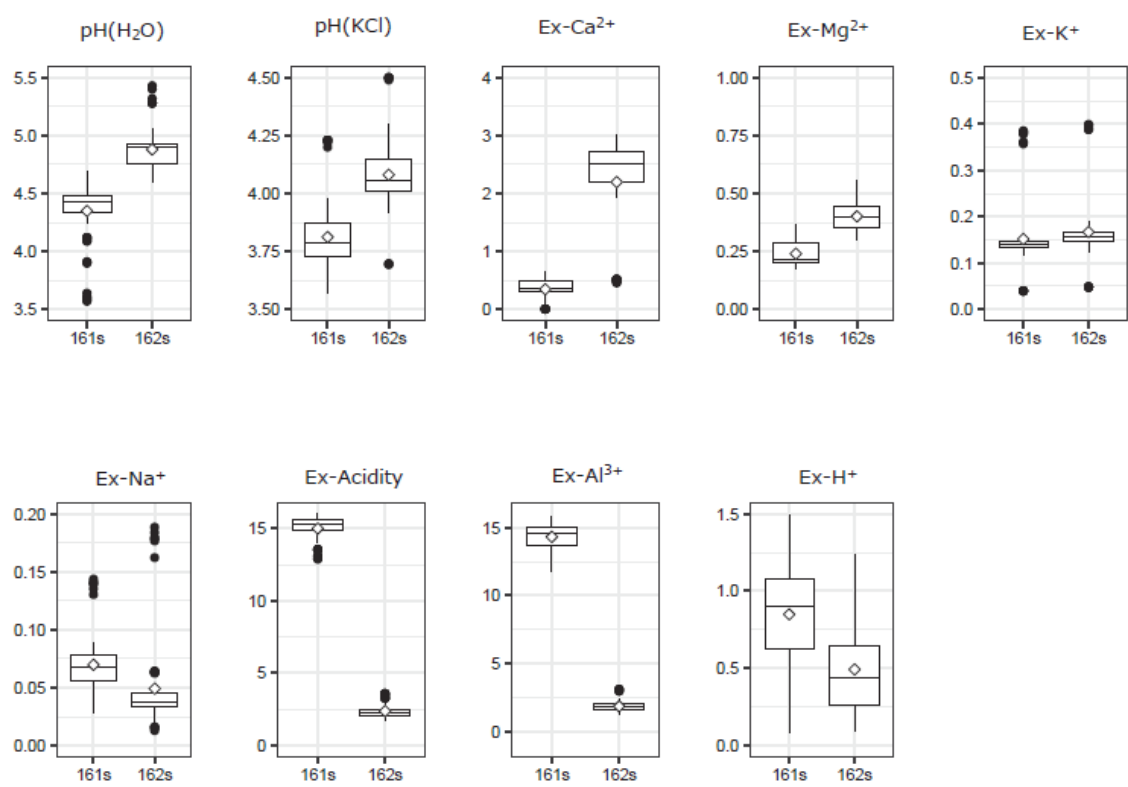 pH(H₂O) pH(KCl) Ex-Ca²⁺ Ex-Mg²⁺ Ex-K⁺
5.5 4.50 4 1.00 0.5
5.0 4.25 3 0.75 0.4
4.5 4.00 2 0.50 0.3
4.0 3.75 1 0.25 0.2
3.5 3.50 0 0.00 0.1
0.0
161s 162s 161s 162s 161s 162s 161s 162s 161s 162s
Ex-Na⁺ Ex-Acidity Ex-Al³⁺ Ex-H⁺
0.20 15 15 1.5
0.15 10 10 1.0
0.10 5 5 0.5
0.05 0 0 0.0
0.00
161s 162s 161s 162s 161s 162s 161s 162s